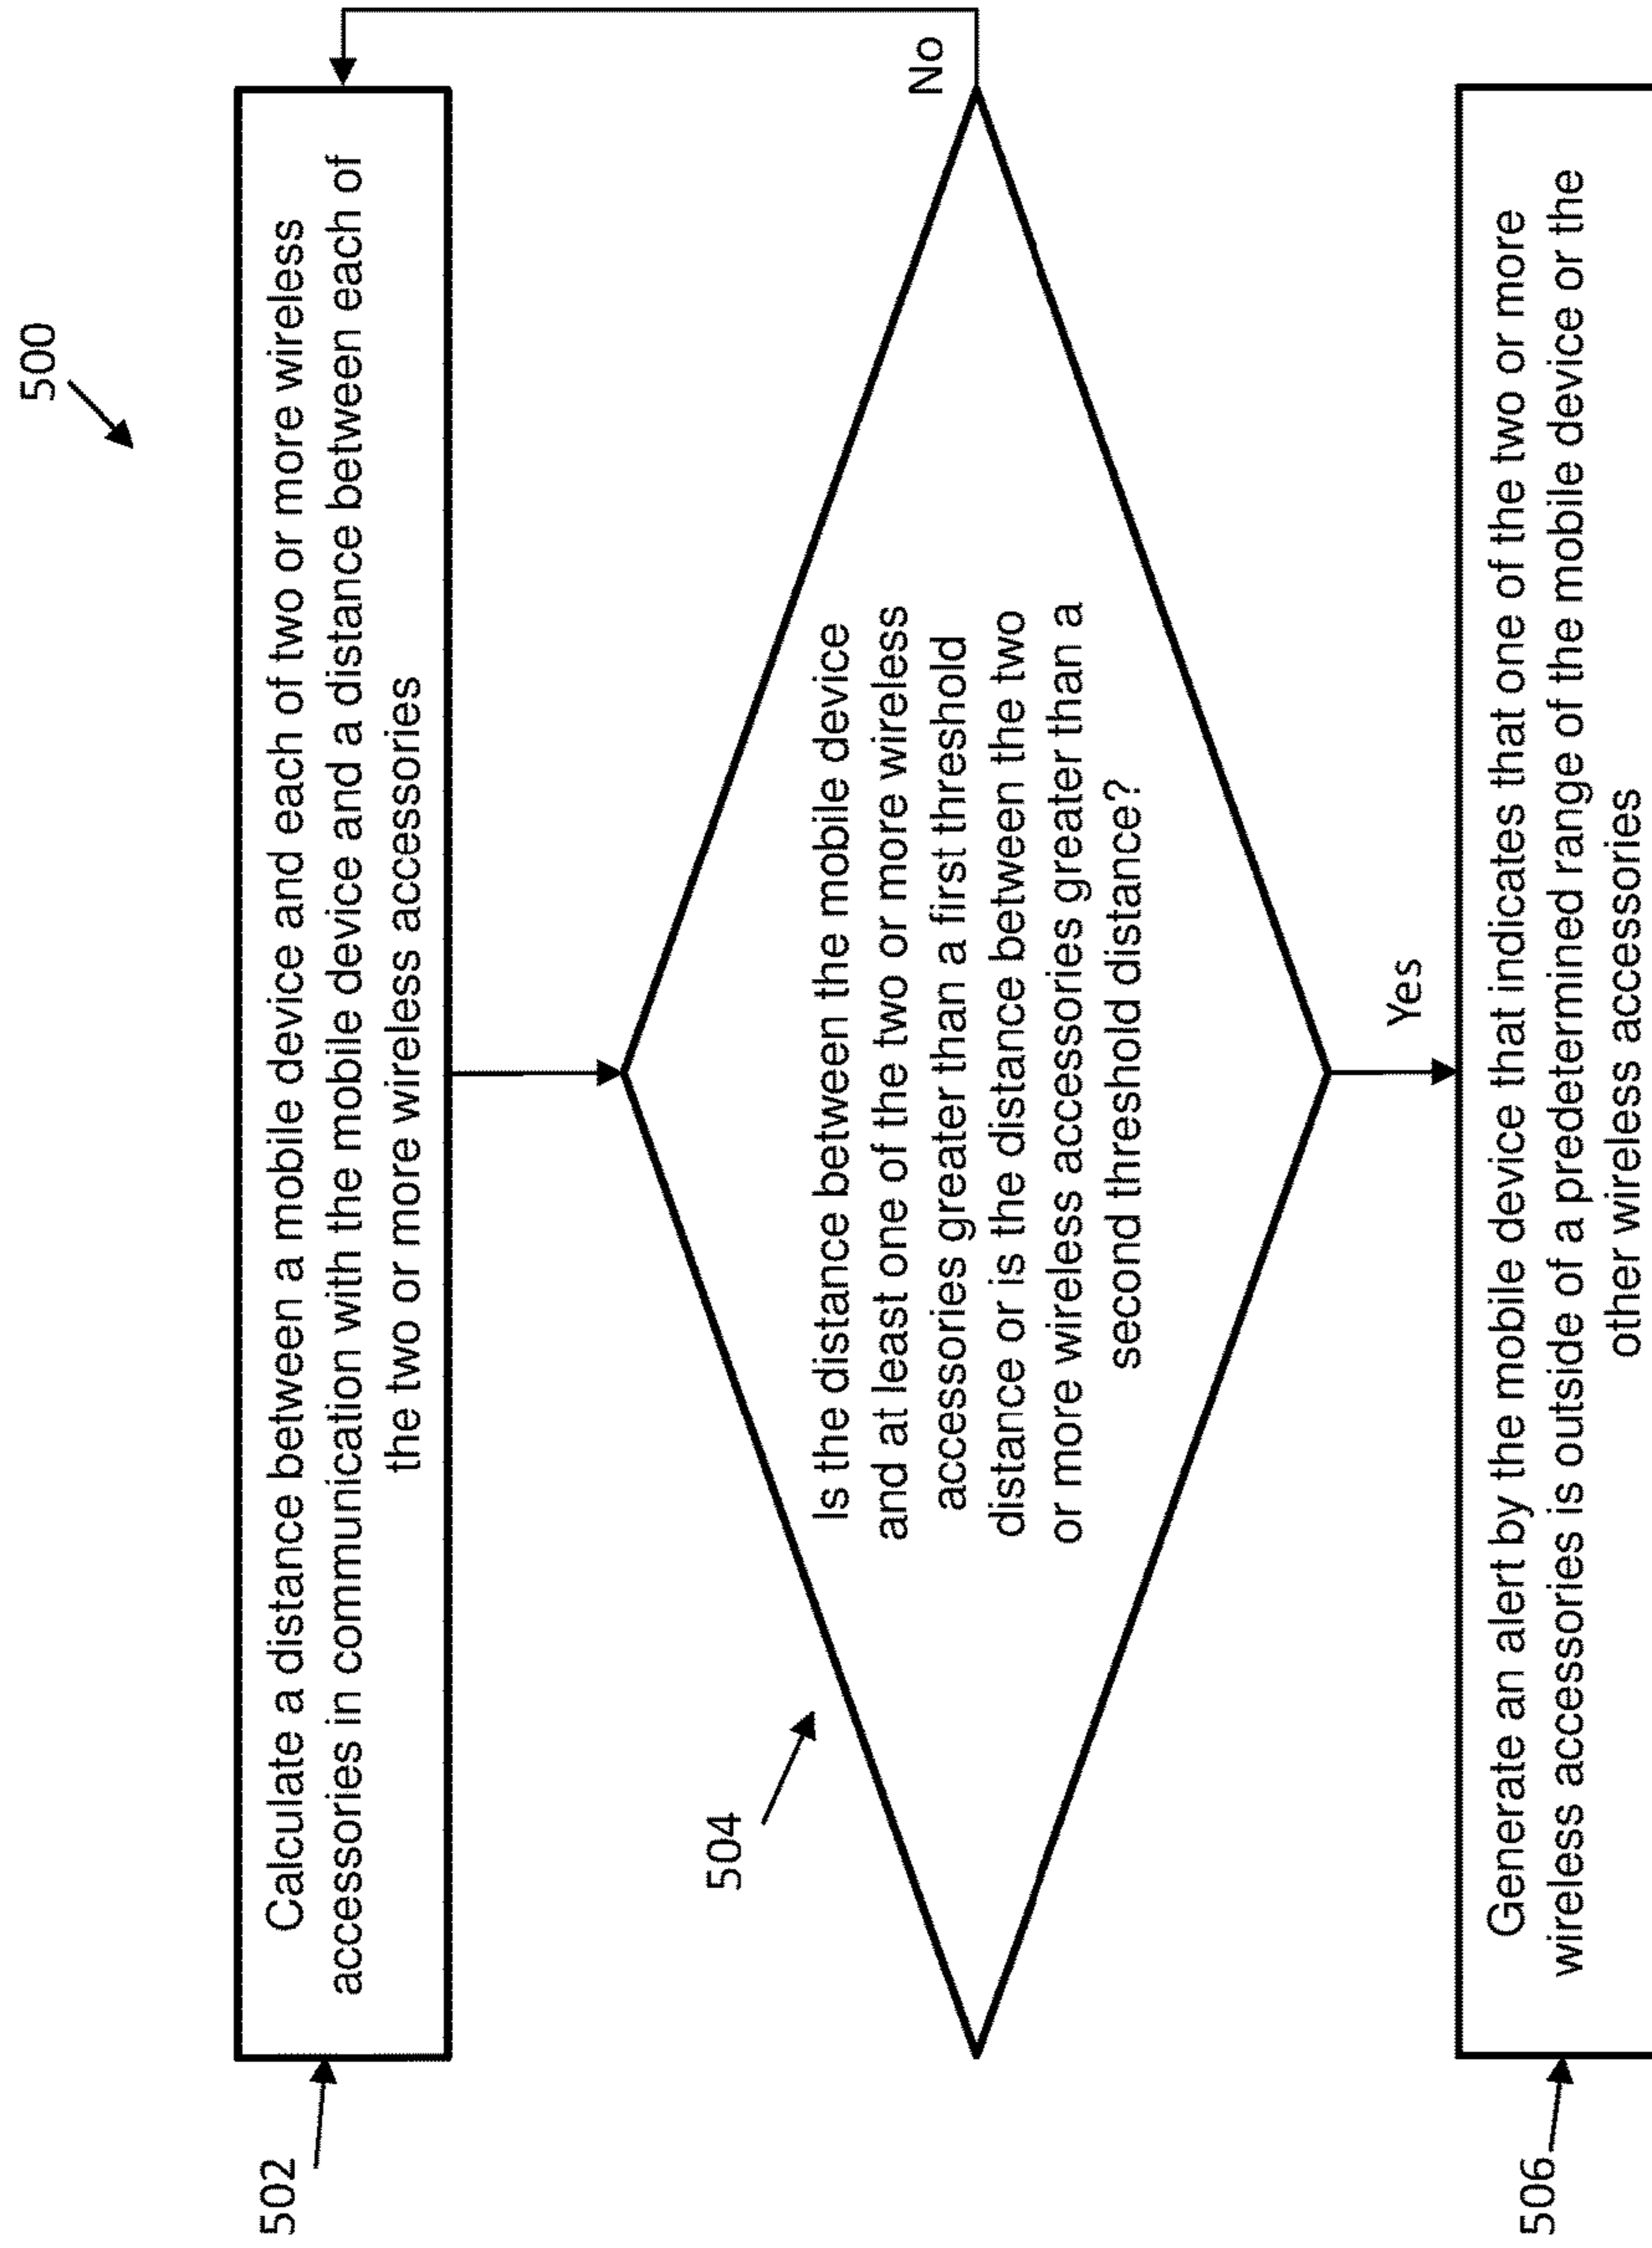 500
502
Calculate a distance between a mobile device and each of two or more wireless
accessories in communication with the mobile device and a distance between each of
the two or more wireless accessories
504
Is the distance between the mobile device
and at least one of the two or more wireless
accessories greater than a first threshold
distance or is the distance between the two
or more wireless accessories greater than a
second threshold distance?
No
Yes
506
Generate an alert by the mobile device that indicates that one of the two or more
wireless accessories is outside of a predetermined range of the mobile device or the
other wireless accessories